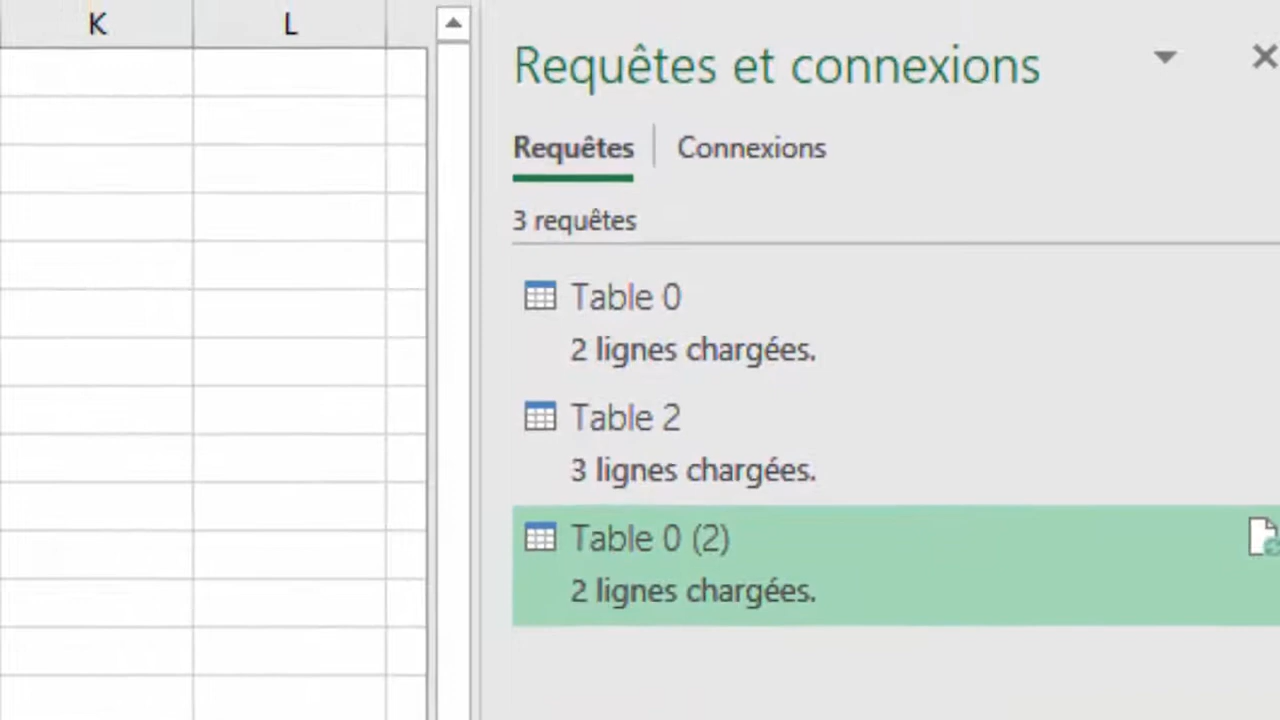 K L
Requêtes et connexions
Requêtes Connexions
3 requêtes
Table 0
2 lignes chargées.
Table 2
3 lignes chargées.
Table 0 (2)
2 lignes chargées.